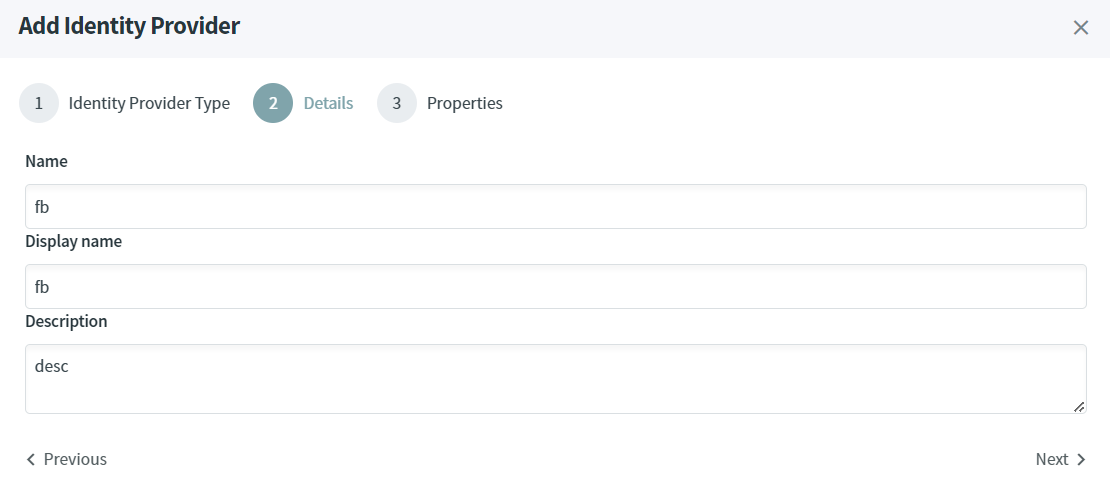 Add Identity Provider
1 Identity Provider Type 2 Details 3 Properties
Name
fb
Display name
fb
Description
desc
Previous Next